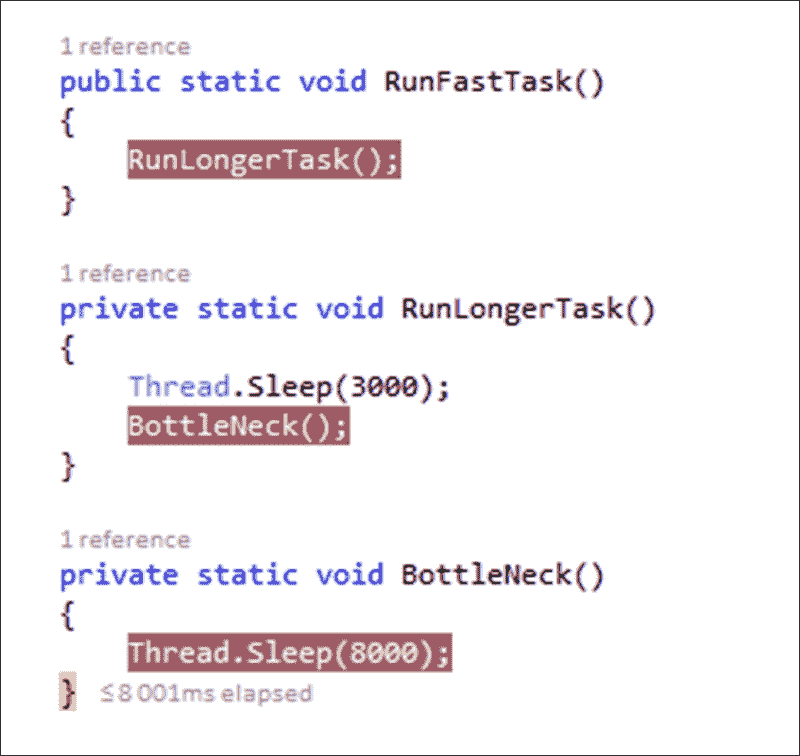 1 reference
public static void RunFastTask()
{
RunLongerTask();
}
1 reference
private static void RunLongerTask()
{
Thread.Sleep(3000);
BottleNeck();
}
1 reference
private static void BottleNeck()
{
Thread.Sleep(8000);
} ≤8 001ms elapsed